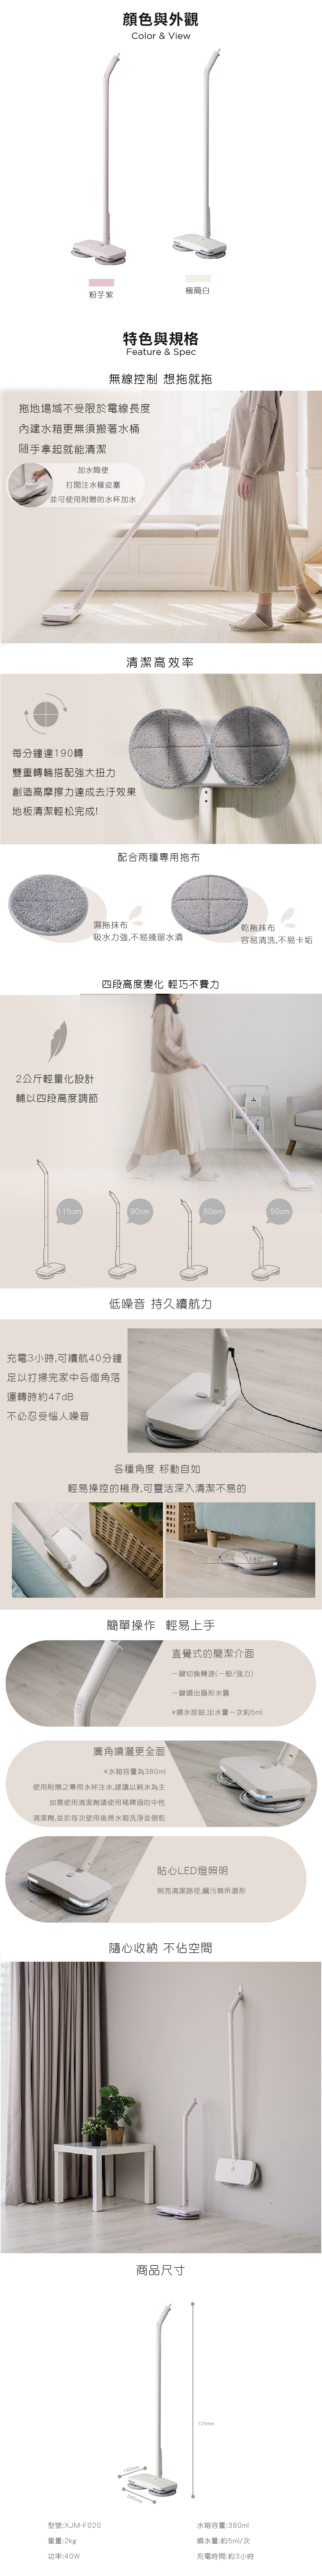 顏色與外觀
Color & View
粉芋紫
極簡白
特色與規格
Feature & Spec
無線控制 想拖就拖
拖地場域不受限於電線長度
內建水箱更無須搬著水桶
隨手拿起就能清潔
加水簡便
打開注水橡皮塞
並可使用附贈的水杯加水
清潔高效率
每分鐘達190轉
雙重轉輪搭配強大扭力
創造高摩擦力達成去汙效果
地板清潔輕鬆完成!
配合兩種專用拖布
濕拖抹布
吸水力強,不易殘留水漬
乾拖抹布
容易清洗,不易卡垢
四段高度變化 輕巧不費力
2公斤輕量化設計
輔以四段高度調節
115cm
90cm
80cm
50cm
低噪音 持久續航力
充電3小時,可續航40分鐘
足以打掃完家中各個角落
運轉時約47dB
不必忍受惱人噪音
各種角度 移動自如
輕易操控的機身,可靈活深入清潔不易的
180°
簡單操作 輕易上手
直覺式的簡潔介面
一鍵切換轉速(一般/強力)
一鍵噴出扇形水霧
*噴水按鈕,出水量一次約5ml
廣角噴灑更全面
*水箱容量為380ml
使用附贈之專用水杯注水,建議以純水為主
如需使用清潔劑請使用稀釋過的中性
清潔劑,並於每次使用後將水箱洗淨並倒乾
貼心LED燈照明
照亮清潔路徑,髒污無所遁形
隨心收納 不佔空間
商品尺寸
120mm
185mm
340mm
型號:XJM-F020
水箱容量:380ml
重量:2kg
噴水量:約5ml/次
功率:40W
充電時間:約3小時